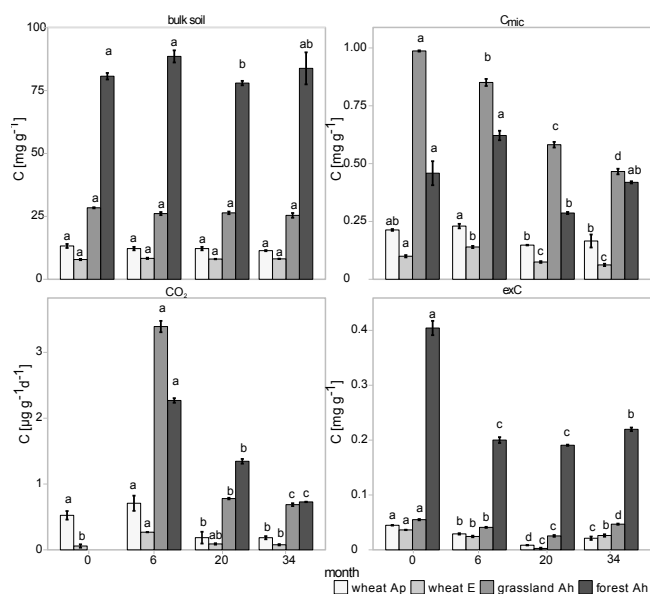 bulk soil
C [mg g⁻¹]
100
75
50
25
0
a a a a
a a a a
a a a b
a a a ab
Cmic
C [mg g⁻¹]
1.00
0.75
0.50
0.25
0
ab a a a
a b b a
b c c b
b c d ab
CO₂
C [µg g⁻¹d⁻¹]
3
2
1
0
a b
a a a a
b ab b b
b b c c
0 6 20 34
exC
C [mg g⁻¹]
0.4
0.3
0.2
0.1
0
a a a a
b b b c
d c c c
c b d b
0 6 20 34
month
wheat Ap wheat E grassland Ah forest Ah